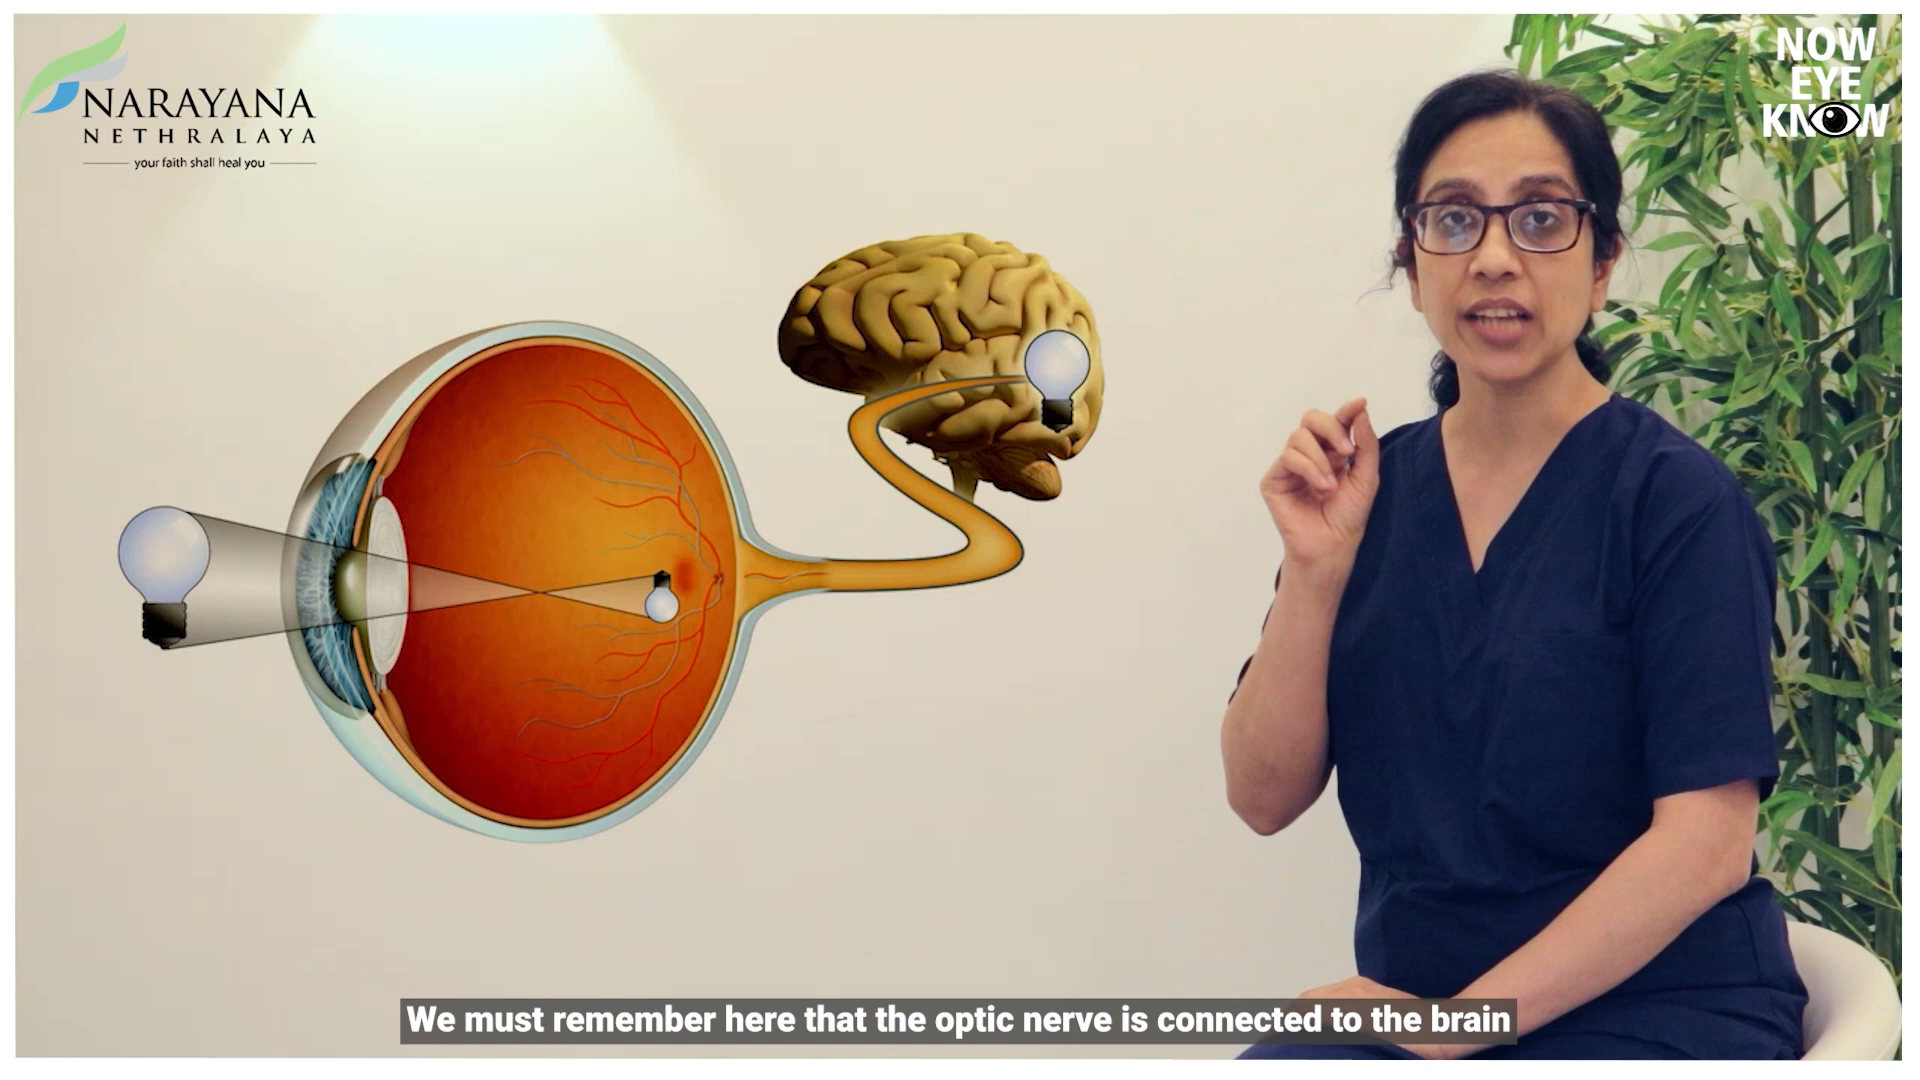 NARAYANA
NETHRALAYA
your faith shall heal you
NOW
EYE
KNOW
We must remember here that the optic nerve is connected to the brain